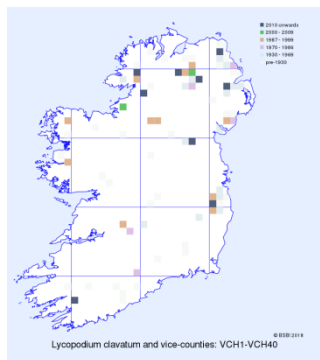 2010 onwards
2000 - 2009
1987 - 1999
1970 - 1986
1930 - 1969
pre-1930
© BSBI 2018
Lycopodium clavatum and vice-counties: VCH1-VCH40